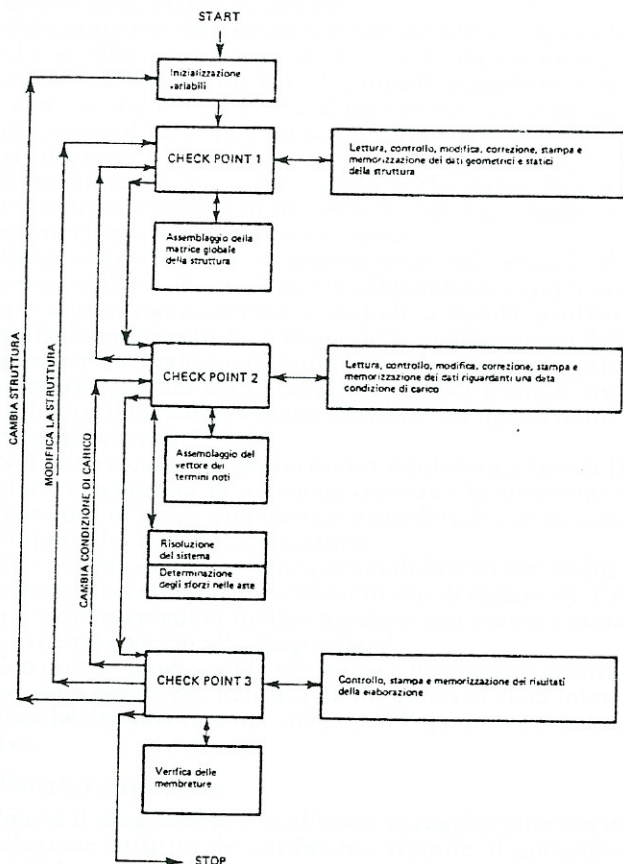 START
Inizializzazione
variabili
CHECK POINT 1
Lettura, controllo, modifica, correzione, stampa e
memorizzazione dei dati geometrici e statici
della struttura
Assemblaggio della
matrice globale
della struttura
CAMBIA STRUTTURA
MODIFICA LA STRUTTURA
CAMBIA CONDIZIONE DI CARICO
CHECK POINT 2
Lettura, controllo, modifica, correzione, stampa e
memorizzazione dei dati riguardanti una data
condizione di carico
Assemblaggio del
vettore dei
termini noti
Risoluzione
del sistema
Determinazione
degli sforzi nelle aste
CHECK POINT 3
Controllo, stampa e memorizzazione dei risultati
della elaborazione
Verifica delle
membrature
STOP